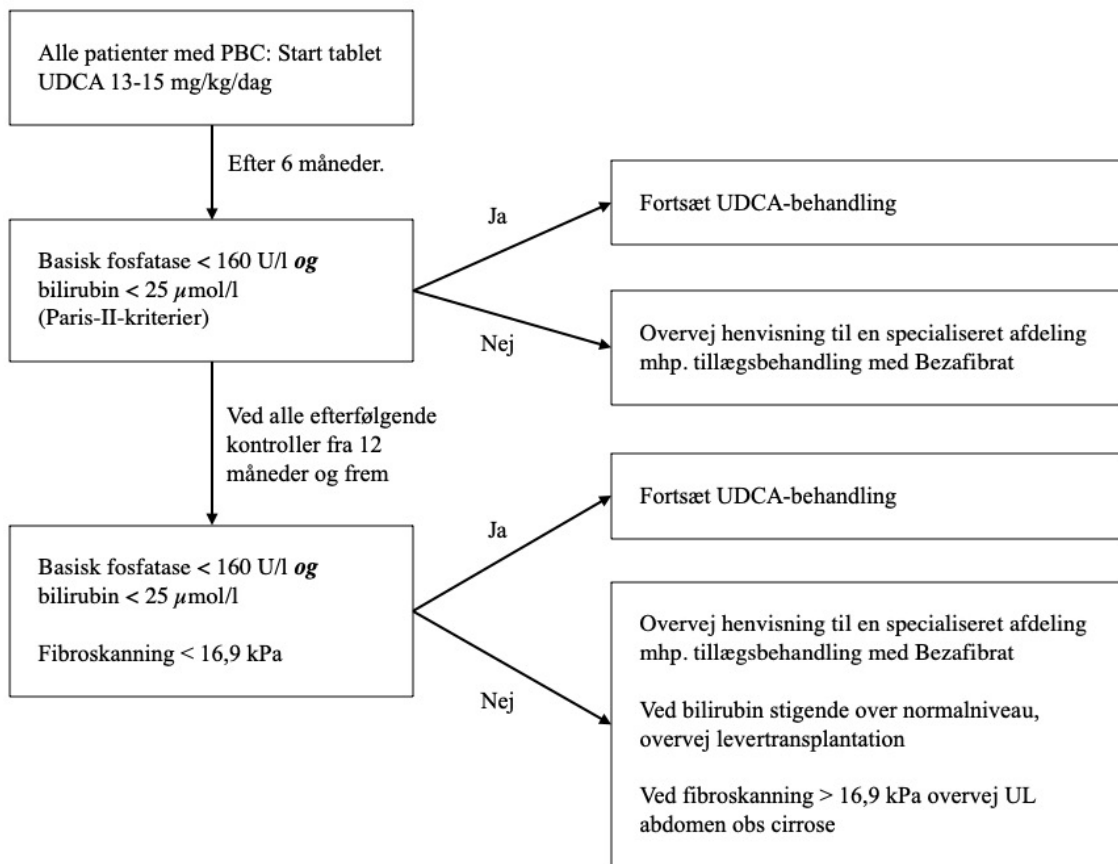 Alle patienter med PBC: Start tablet
UDCA 13-15 mg/kg/dag
Efter 6 måneder.
Basisk fosfatase < 160 U/l og
bilirubin < 25 µmol/l
(Paris-II-kriterier)
Ja
Fortsæt UDCA-behandling
Nej
Overvej henvisning til en specialiseret afdeling
mhp. tillægsbehandling med Bezafibrat
Ved alle efterfølgende
kontroller fra 12
måneder og frem
Basisk fosfatase < 160 U/l og
bilirubin < 25 µmol/l
Fibroskanning < 16,9 kPa
Ja
Fortsæt UDCA-behandling
Nej
Overvej henvisning til en specialiseret afdeling
mhp. tillægsbehandling med Bezafibrat
Ved bilirubin stigende over normalniveau,
overvej levertransplantation
Ved fibroskanning > 16,9 kPa overvej UL
abdomen obs cirrose